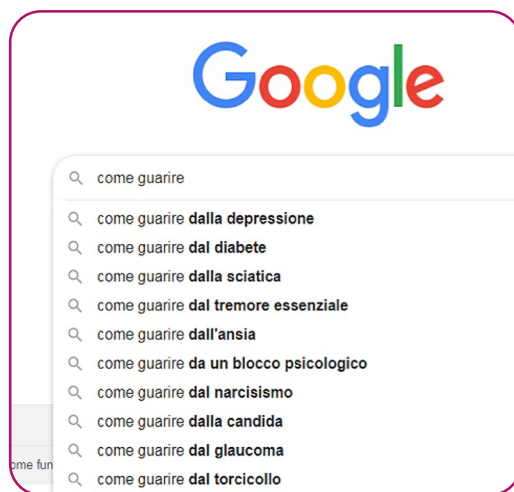 Google
come guarire
come guarire dalla depressione
come guarire dal diabete
come guarire dalla sciatica
come guarire dal tremore essenziale
come guarire dall'ansia
come guarire da un blocco psicologico
come guarire dal narcisismo
come guarire dalla candida
come guarire dal glaucoma
ome fun
come guarire dal torcicollo